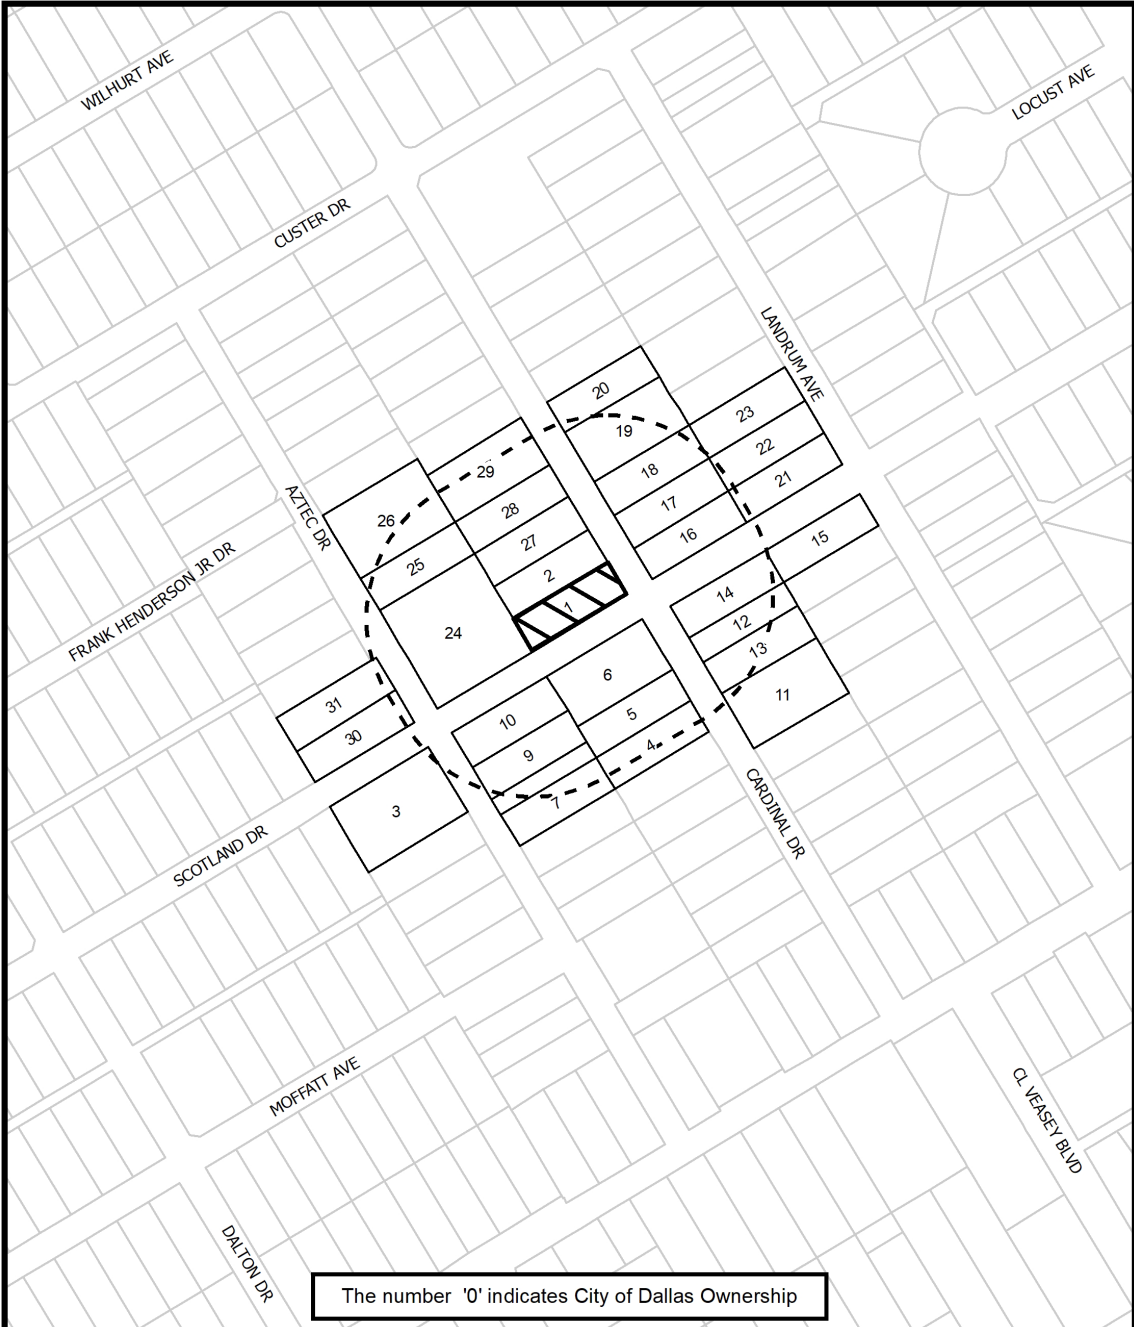 WILHURT AVE
LOCUST AVE
CUSTER DR
LANDRUM AVE
20
23
19
22
29
18
21
26
28
17
AZTEC DR
27
16
15
25
2
FRANK HENDERSON JR DR
14
1
24
12
13
6
11
31
5
10
30
4
9
7
3
CARDINAL DR
SCOTLAND DR
MOFFATT AVE
CL VEASEY BLVD
DALTON DR
The number '0' indicates City of Dallas Ownership